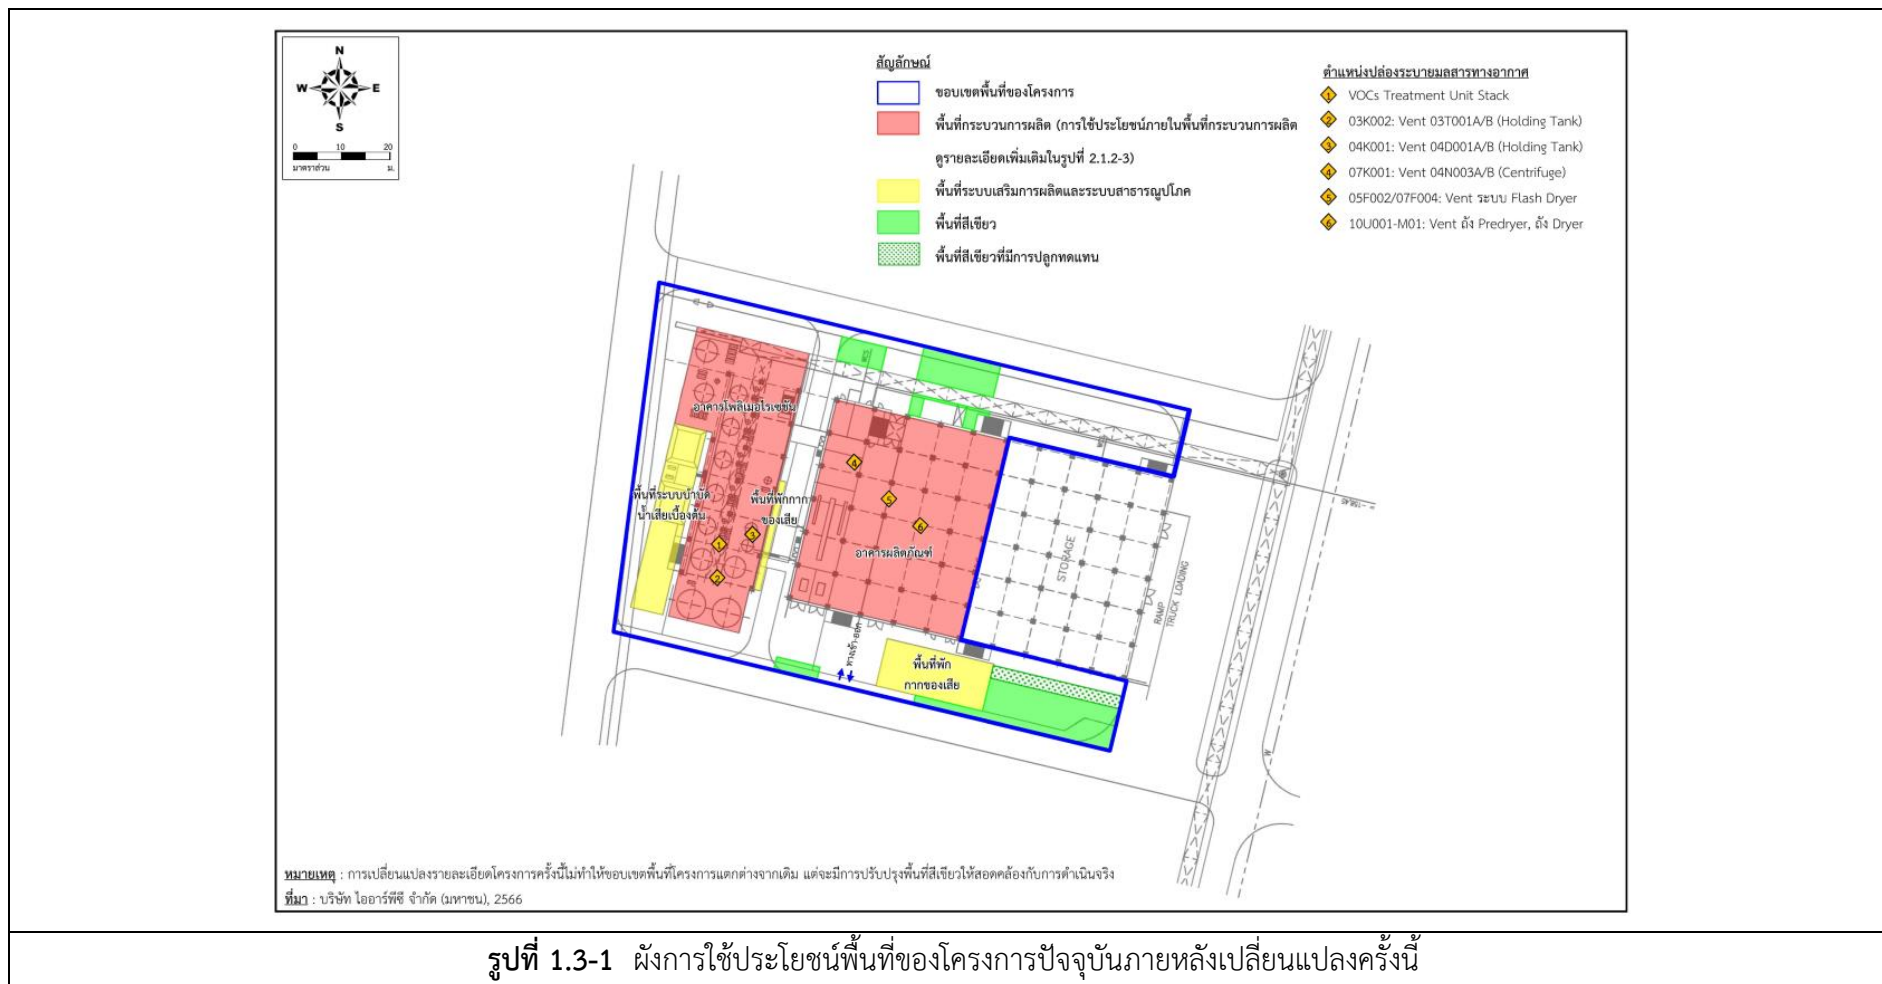 N
W E
S
0 10 20
มาตราส่วน ม.
สัญลักษณ์
ขอบเขตพื้นที่ของโครงการ
พื้นที่กระบวนการผลิต (การใช้ประโยชน์ภายในพื้นที่กระบวนการผลิต
ดูรายละเอียดเพิ่มเติมในรูปที่ 2.1.2-3)
พื้นที่ระบบเสริมการผลิตและระบบสาธารณูปโภค
พื้นที่สีเขียว
พื้นที่สีเขียวที่มีการปลูกทดแทน
ตำแหน่งปล่องระบายมลสารทางอากาศ
1 VOCs Treatment Unit Stack
2 03K002: Vent 03T001A/B (Holding Tank)
3 04K001: Vent 04D001A/B (Holding Tank)
4 07K001: Vent 04N003A/B (Centrifuge)
5 05F002/07F004: Vent ระบบ Flash Dryer
6 10U001-M01: Vent ถัง Predryer, ถัง Dryer
อาคารโพลิเมอไรเซชัน
4
พื้นที่ระบบบำบัด
น้ำเสียเบื้องต้น
พื้นที่พักกาก
ของเสีย
5
6
3
1
2
อาคารผลิตภัณฑ์
STORAGE
RAMP
TRUCK LOADING
ทางเข้า-ออก
พื้นที่พัก
กากของเสีย
W
หมายเหตุ : การเปลี่ยนแปลงรายละเอียดโครงการครั้งนี้ไม่ทำให้ขอบเขตพื้นที่โครงการแตกต่างจากเดิม แต่จะมีการปรับปรุงพื้นที่สีเขียวให้สอดคล้องกับการดำเนินจริง
ที่มา : บริษัท ไออาร์พีซี จำกัด (มหาชน), 2566
รูปที่ 1.3-1 ผังการใช้ประโยชน์พื้นที่ของโครงการปัจจุบันภายหลังเปลี่ยนแปลงครั้งนี้